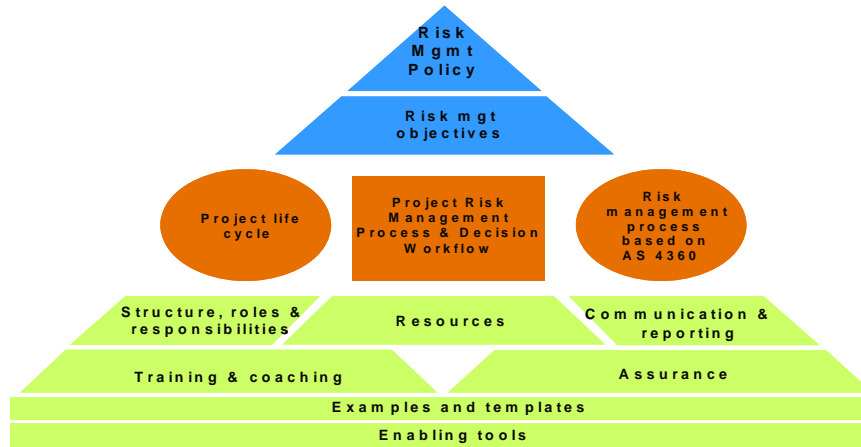 Risk
Mgmt
Policy
Risk mgt
objectives
Project life
cycle
Project Risk
Management
Process & Decision
Workflow
Risk
management
process
based on
AS 4360
Structure, roles &
responsibilities
Resources
Communication &
reporting
Training & coaching
Assurance
Examples and templates
Enabling tools